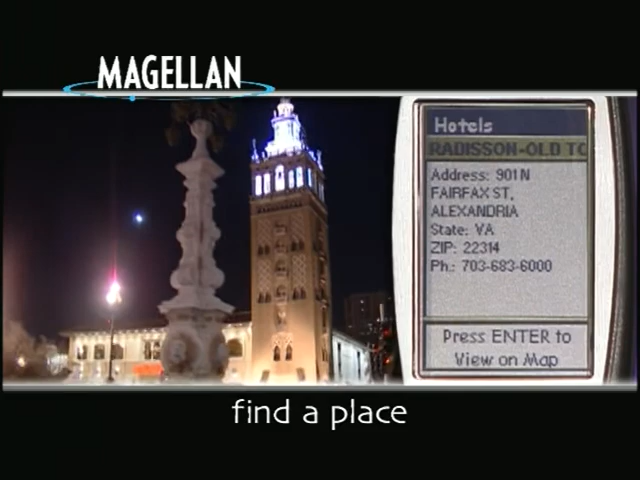 MAGELLAN
Hotels
RADISSON-OLD TO
Address: 901 N
FAIRFAX ST,
ALEXANDRIA
State: VA
ZIP: 22314
Ph.: 703-683-6000
Press ENTER to
View on Map
find a place